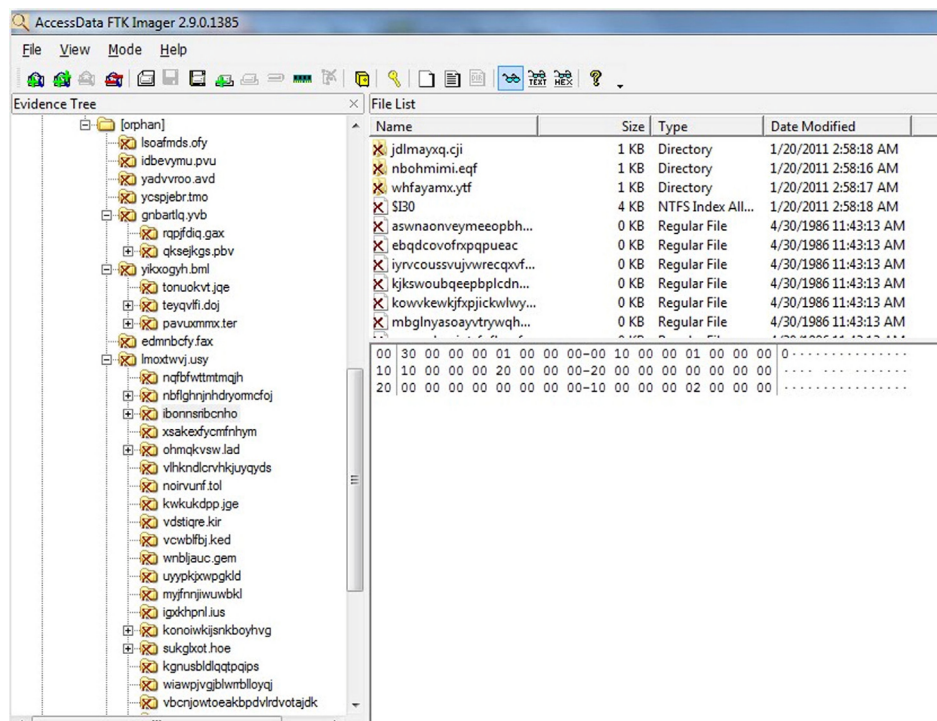 AccessData FTK Imager 2.9.0.1385
File View Mode Help
Evidence Tree
[orphan]
lsoafmds.ofy
idbevymu.pvu
yadvvroo.avd
ycspjebr.tmo
gnbartlq.yvb
rqpjfdiq.gax
qksejkgs.pbv
yikxogyh.bml
tonuokvt.jqe
teyqvlfi.doj
pavuxmmx.ter
edmnbcfy.fax
lmoxtwvj.usy
nqfbfwttmtmqjh
nbflghnjnhdryormcfoj
ibonnsribcnho
xsakexfycmfnhym
ohmqkvsw.lad
vlhkndlcrvhkjuyqyds
noirvunf.tol
kwkukdpp.jge
vdstiqre.kir
vcwblfbj.ked
wnbljauc.gem
uyypkjxwpgkld
myjfnnjiwuwbkl
igxkhpnl.ius
konoiwkijsnkboyhvg
sukglxot.hoe
kgnusbldlqqtpqips
wiawpjvgjblwrrblloyqj
vbcnjowtoeakbpdvlrdvotajdk
File List
Name Size Type Date Modified
jdlmayxq.cji 1 KB Directory 1/20/2011 2:58:18 AM
nbohmimi.eqf 1 KB Directory 1/20/2011 2:58:16 AM
whfayamx.ytf 1 KB Directory 1/20/2011 2:58:17 AM
$I30 4 KB NTFS Index All... 1/20/2011 2:58:18 AM
aswnaonveymeeopbh... 0 KB Regular File 4/30/1986 11:43:13 AM
ebqdcovofrxpqpueac 0 KB Regular File 4/30/1986 11:43:13 AM
iyrvcoussvujvwrecqxvf... 0 KB Regular File 4/30/1986 11:43:13 AM
kjkswoubqeepbplcdn... 0 KB Regular File 4/30/1986 11:43:13 AM
kowvkewkjfxpjickwlwy... 0 KB Regular File 4/30/1986 11:43:13 AM
mbglnyasoayvtrywqh... 0 KB Regular File 4/30/1986 11:43:13 AM
00 30 00 00 00 01 00 00 00-00 10 00 00 01 00 00 00 0···············
10 10 00 00 00 20 00 00 00-20 00 00 00 00 00 00 00 ···· ··· ·······
20 00 00 00 00 00 00 00 00-10 00 00 00 02 00 00 00 ················